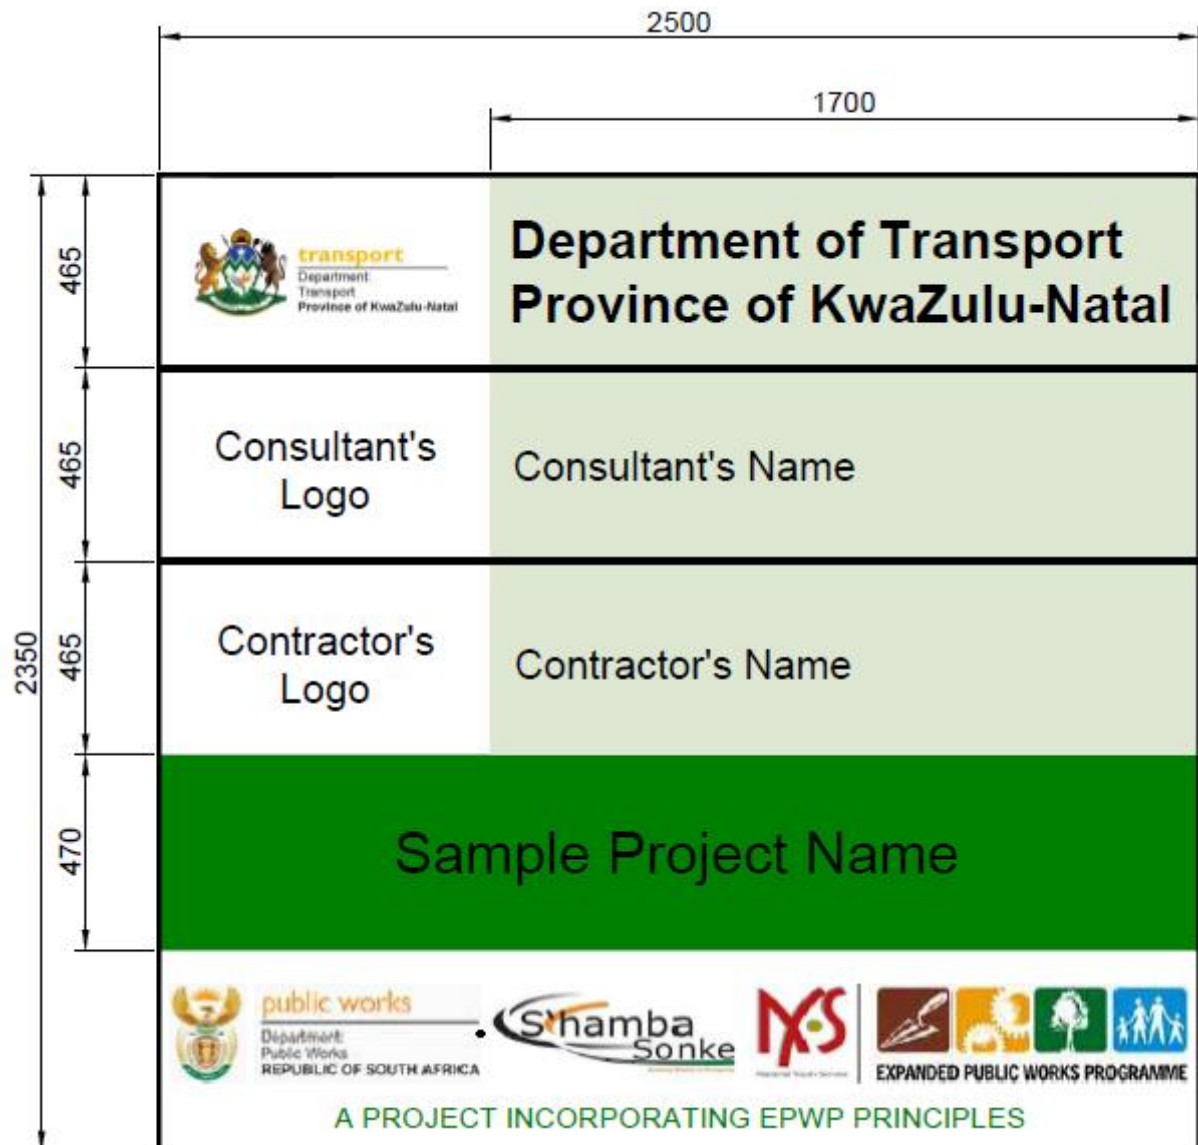 2500
1700
2350
465
transport
Department:
Transport
Province of KwaZulu-Natal
Department of Transport
Province of KwaZulu-Natal
465
Consultant's
Logo
Consultant's Name
465
Contractor's
Logo
Contractor's Name
470
Sample Project Name
public works
Department:
Public Works
REPUBLIC OF SOUTH AFRICA
S'hamba
Sonke
NYS
EXPANDED PUBLIC WORKS PROGRAMME
A PROJECT INCORPORATING EPWP PRINCIPLES